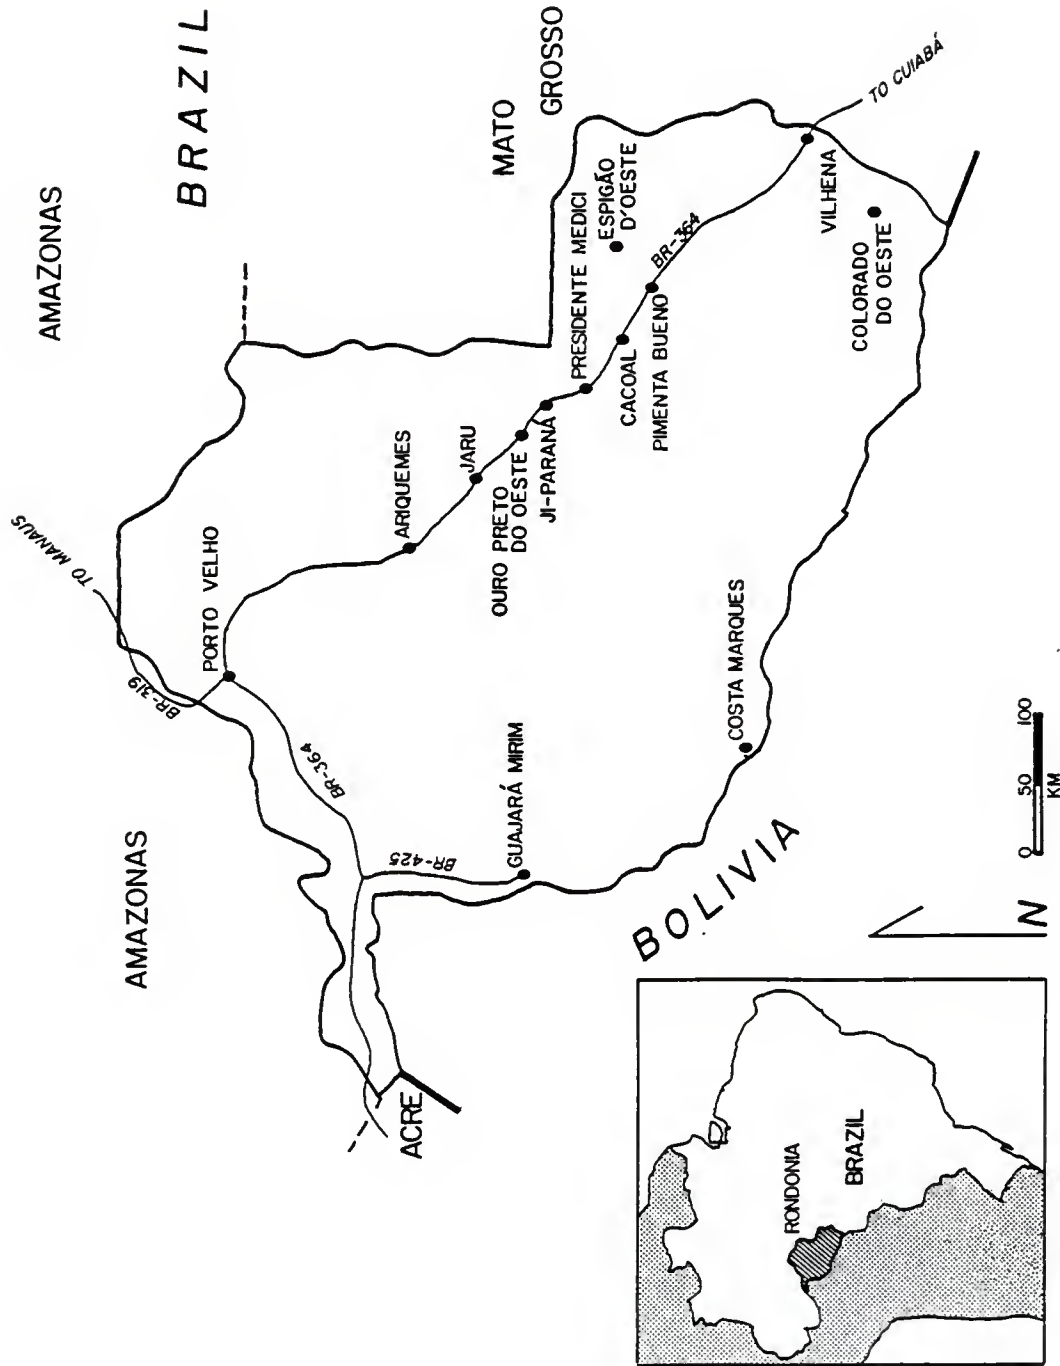 AMAZONAS
BRAZIL
AMAZONAS
TO MANAUS
BR-319
PORTO VELHO
MATO
GROSSO
BR-364
ARIQUEMES
ACRE
BR-425
JARU
GUAJARÁ MIRIM
OURO PRETO
DO OESTE
JI-PARANÁ
PRESIDENTE MEDICI
ESPIGÃO
D'OESTE
CACOAL
PIMENTA BUENO
BR-364
TO CUIABÁ
VILHENA
COLORADO
DO OESTE
COSTA MARQUES
BOLIVIA
RONDONIA
BRAZIL
N
0 50 100
KM